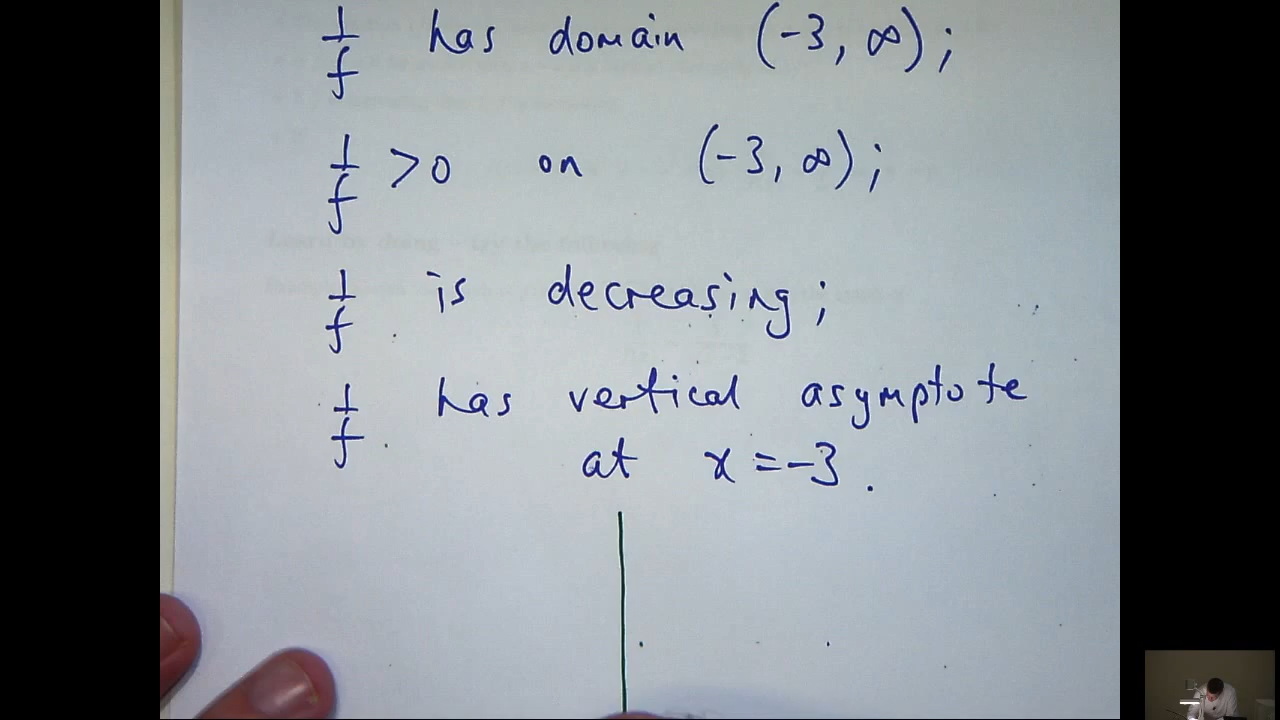 1/f has domain (-3, ∞);
1/f >0 on (-3, ∞);
1/f is decreasing;
1/f has vertical asymptote
at x = -3.